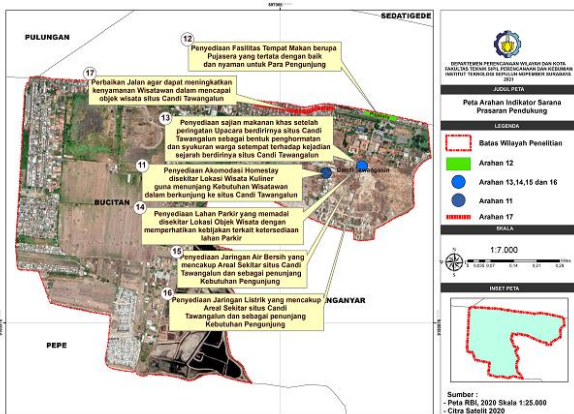 SEDATIGEDE
PULUNGAN
12
Penyediaan Fasilitas Tempat Makan berupa
Pujasera yang tertata dengan baik
dan nyaman untuk Para Pengunjung
17
Perbaikan Jalan agar dapat meningkatkan
kenyamanan Wisatawan dalam mencapai
objek wisata situs Candi Tawangalun
13
Penyediaan sajian makanan khas setelah
peringatan Upacara berdirinya situs Candi
Tawangalun sebagai bentuk penghormatan
dan syukuran warga setempat terhadap kejadian
sejarah berdirinya situs Candi Tawangalun
11
Penyediaan Akomodasi Homestay
disekitar Lokasi Wisata Kuliner
guna menunjang Kebutuhan Wisatawan
dalam berkunjung ke situs Candi Tawangalun
BUCITAN
14
Penyediaan Lahan Parkir yang memadai
disekitar Lokasi Objek Wisata dengan
memperhatikan kebijakan terkait ketersediaan
lahan Parkir
15
Penyediaan Jaringan Air Bersih yang
mencakup Areal Sekitar situs Candi
Tawangalun dan sebagai penunjang
Kebutuhan Pengunjung
16
Penyediaan Jaringan Listrik yang mencakup
Areal Sekitar situs Candi
Tawangalun dan sebagai penunjang
Kebutuhan Pengunjung
NGANYAR
PEPE
DEPARTEMEN PERENCANAAN WILAYAH DAN KOTA
FAKULTAS TEKNIK SIPIL PERENCANAAN DAN KEBUMIAN
INSTITUT TEKNOLOGI SEPULUH NOPEMBER SURABAYA
2021
JUDUL PETA
Peta Arahan Indikator Sarana
Prasaran Pendukung
LEGENDA
Batas Wilayah Penelitian
Arahan 12
Arahan 13,14,15 dan 16
Arahan 11
Arahan 17
SKALA
1:7.000
INSET PETA
Sumber :
- Peta RBI, 2020 Skala 1:25.000
- Citra Satelit 2020